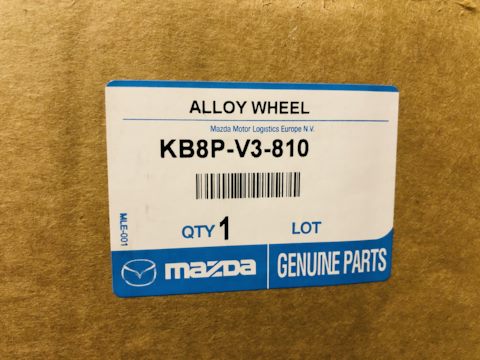 ALLOY WHEEL
Mazda Motor Logistics Europe N.V.
KB8P-V3-810
QTY 1 LOT
MLE-001
mazda GENUINE PARTS